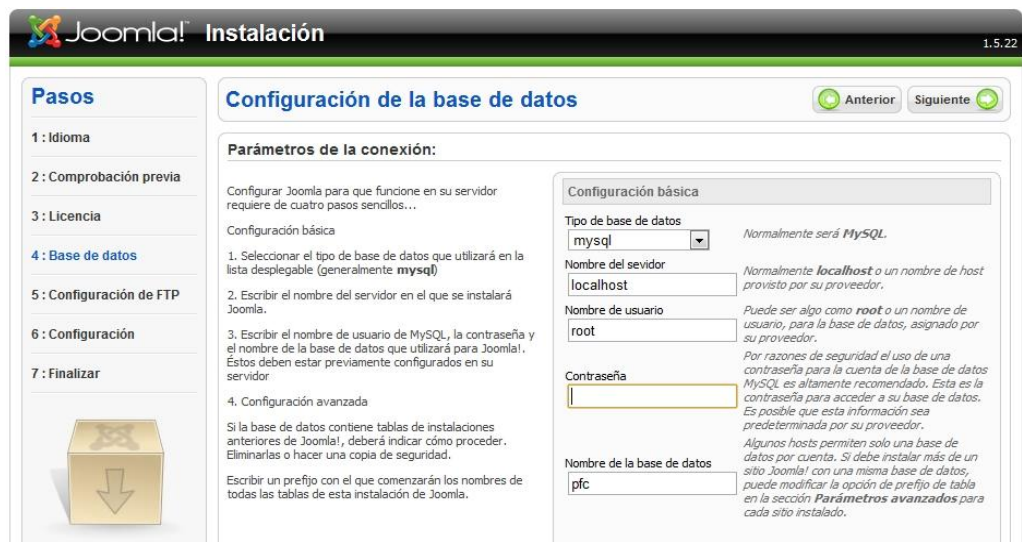 Joomla! Instalación
1.5.22
Pasos
1 : Idioma
2 : Comprobación previa
3 : Licencia
4 : Base de datos
5 : Configuración de FTP
6 : Configuración
7 : Finalizar
Configuración de la base de datos
Anterior
Siguiente
Parámetros de la conexión:
Configurar Joomla para que funcione en su servidor
requiere de cuatro pasos sencillos...
Configuración básica
1. Seleccionar el tipo de base de datos que utilizará en la
lista desplegable (generalmente mysql)
2. Escribir el nombre del servidor en el que se instalará
Joomla.
3. Escribir el nombre de usuario de MySQL, la contraseña y
el nombre de la base de datos que utilizará para Joomla!.
Éstos deben estar previamente configurados en su
servidor
4. Configuración avanzada
Si la base de datos contiene tablas de instalaciones
anteriores de Joomla!, deberá indicar cómo proceder.
Eliminarlas o hacer una copia de seguridad.
Escribir un prefijo con el que comenzarán los nombres de
todas las tablas de esta instalación de Joomla.
Configuración básica
Tipo de base de datos
mysql
Normalmente será MySQL.
Nombre del sevidor
localhost
Normalmente localhost o un nombre de host
provisto por su proveedor.
Nombre de usuario
root
Puede ser algo como root o un nombre de
usuario, para la base de datos, asignado por
su proveedor.
Contraseña
Por razones de seguridad el uso de una
contraseña para la cuenta de la base de datos
MySQL es altamente recomendado. Esta es la
contraseña para acceder a su base de datos.
Es posible que esta información sea
predeterminada por su proveedor.
Nombre de la base de datos
pfc
Algunos hosts permiten solo una base de
datos por cuenta. Si debe instalar más de un
sitio Joomla! con una misma base de datos,
puede modificar la opción de prefijo de tabla
en la sección Parámetros avanzados para
cada sitio instalado.